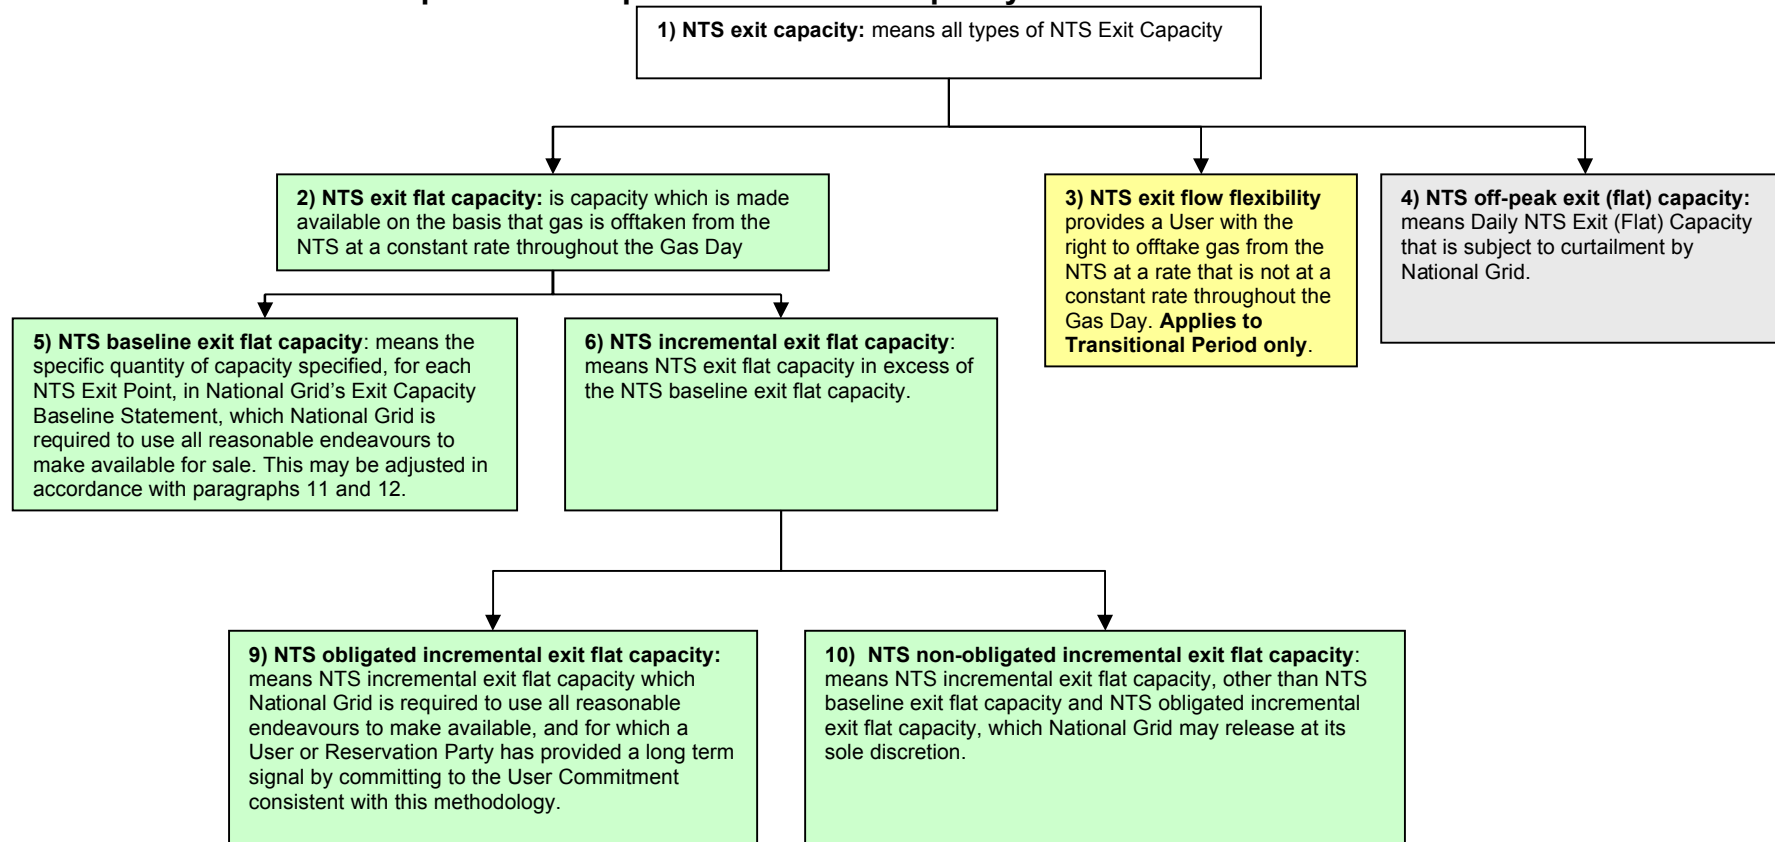 1) NTS exit capacity: means all types of NTS Exit Capacity
2) NTS exit flat capacity: is capacity which is made
available on the basis that gas is offtaken from the
NTS at a constant rate throughout the Gas Day
3) NTS exit flow flexibility
provides a User with the
right to offtake gas from the
NTS at a rate that is not at a
constant rate throughout the
Gas Day. Applies to
Transitional Period only.
4) NTS off-peak exit (flat) capacity:
means Daily NTS Exit (Flat) Capacity
that is subject to curtailment by
National Grid.
5) NTS baseline exit flat capacity: means the
specific quantity of capacity specified, for each
NTS Exit Point, in National Grid's Exit Capacity
Baseline Statement, which National Grid is
required to use all reasonable endeavours to
make available for sale. This may be adjusted in
accordance with paragraphs 11 and 12.
6) NTS incremental exit flat capacity:
means NTS exit flat capacity in excess of
the NTS baseline exit flat capacity.
9) NTS obligated incremental exit flat capacity:
means NTS incremental exit flat capacity which
National Grid is required to use all reasonable
endeavours to make available, and for which a
User or Reservation Party has provided a long term
signal by committing to the User Commitment
consistent with this methodology.
10) NTS non-obligated incremental exit flat capacity:
means NTS incremental exit flat capacity, other than NTS
baseline exit flat capacity and NTS obligated incremental
exit flat capacity, which National Grid may release at its
sole discretion.